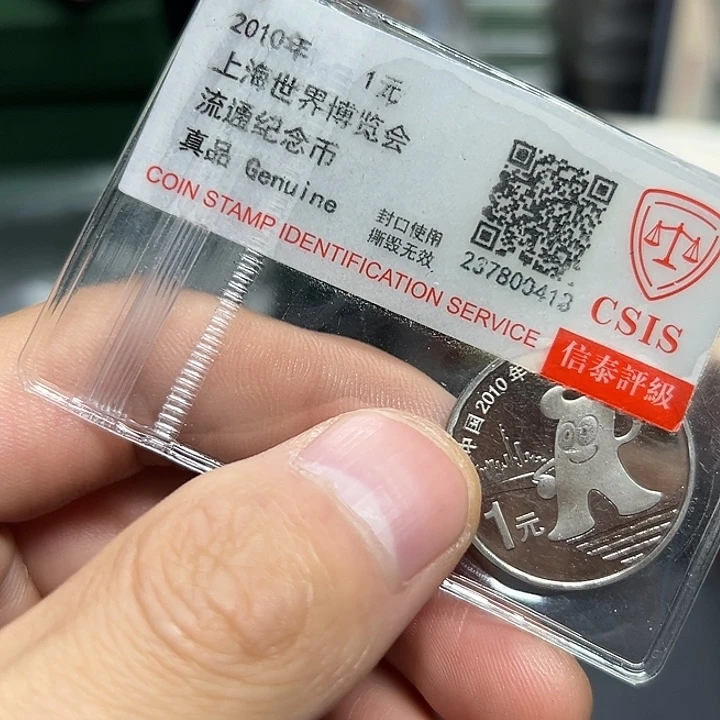 2010年 1元
上海世界博览会
流通纪念币
真品 Genuine
封口使用
撕毁无效
237800413
COIN STAMP IDENTIFICATION SERVICE
CSIS
信泰評級
中国2010年
1元